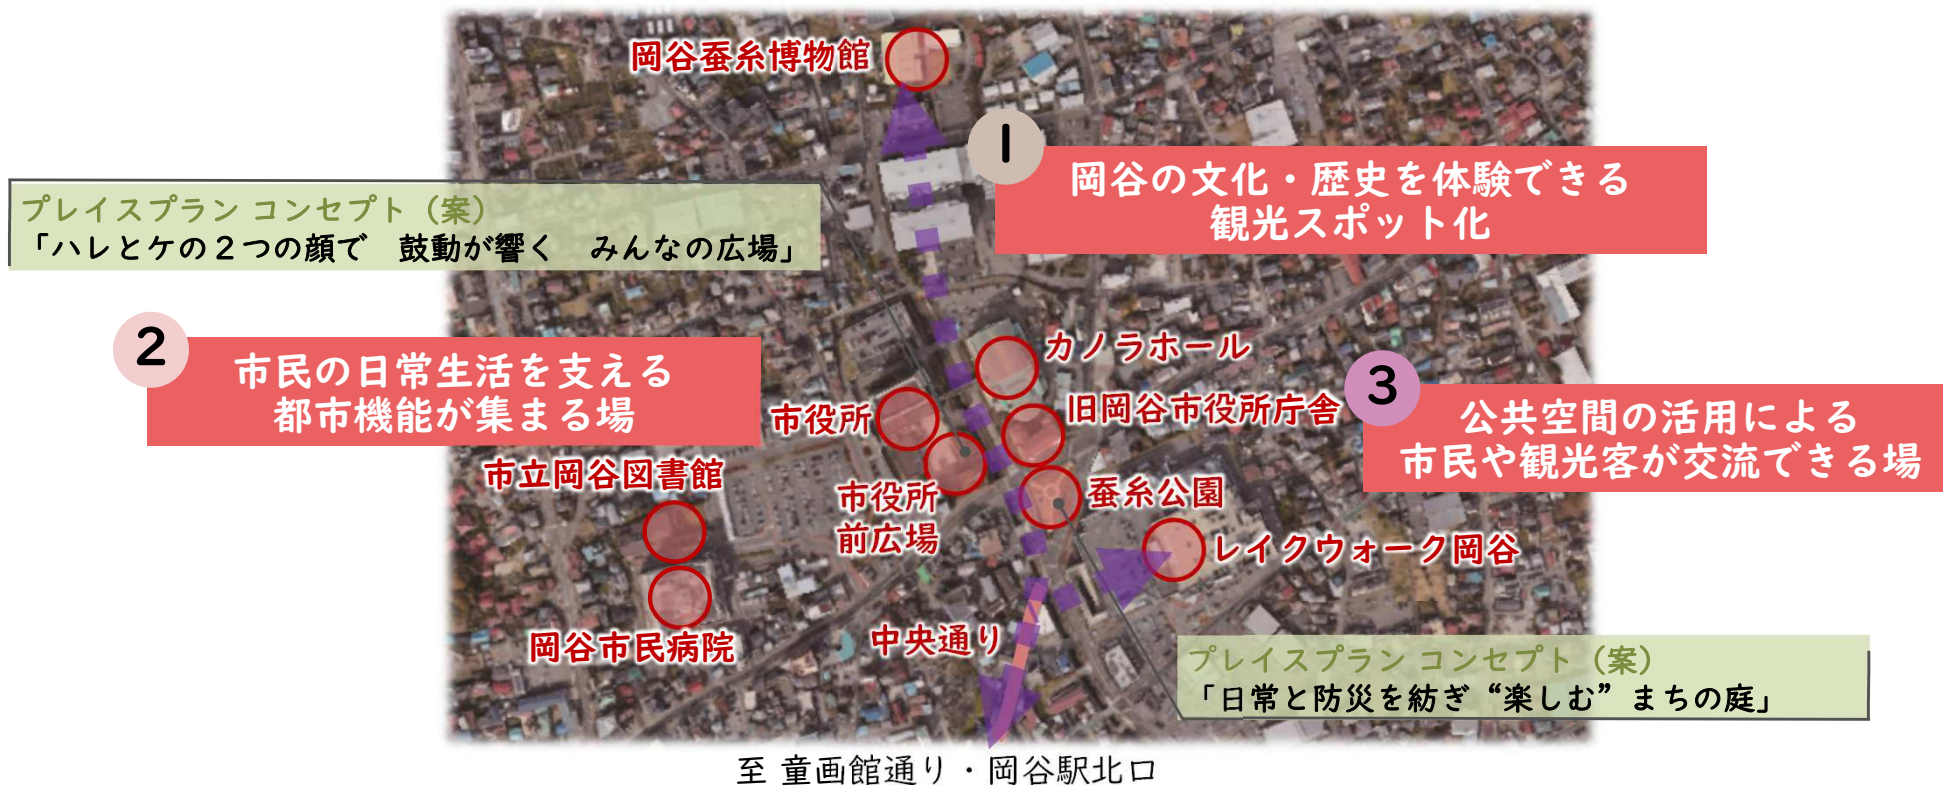 岡谷蚕糸博物館
1
岡谷の文化・歴史を体験できる
観光スポット化
プレイスプラン コンセプト（案）
「ハレとケの２つの顔で　鼓動が響く　みんなの広場」
2
市民の日常生活を支える
都市機能が集まる場
カノラホール
3
旧岡谷市役所庁舎
公共空間の活用による
市民や観光客が交流できる場
市役所
市立岡谷図書館
市役所
前広場
蚕糸公園
レイクウォーク岡谷
岡谷市民病院
中央通り
プレイスプラン コンセプト（案）
「日常と防災を紡ぎ“楽しむ”まちの庭」
至 童画館通り・岡谷駅北口